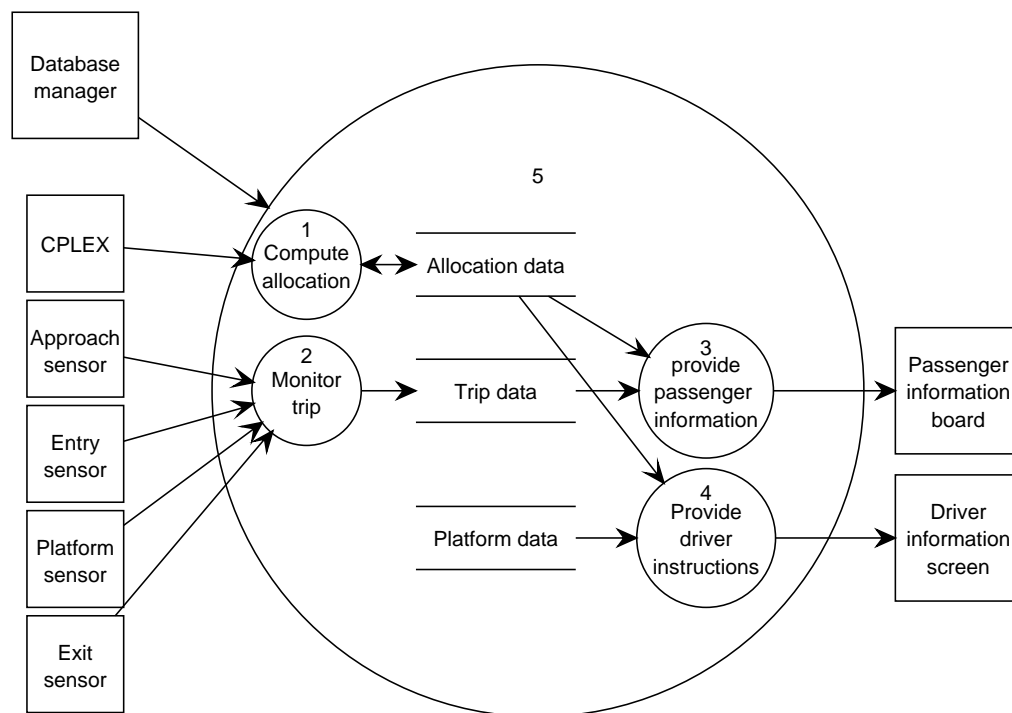 Database
manager
5
CPLEX
1
Compute
allocation
Allocation data
Approach
sensor
2
Monitor
trip
Trip data
3
provide
passenger
information
Passenger
information
board
Entry
sensor
Platform
sensor
Platform data
4
Provide
driver
instructions
Driver
information
screen
Exit
sensor